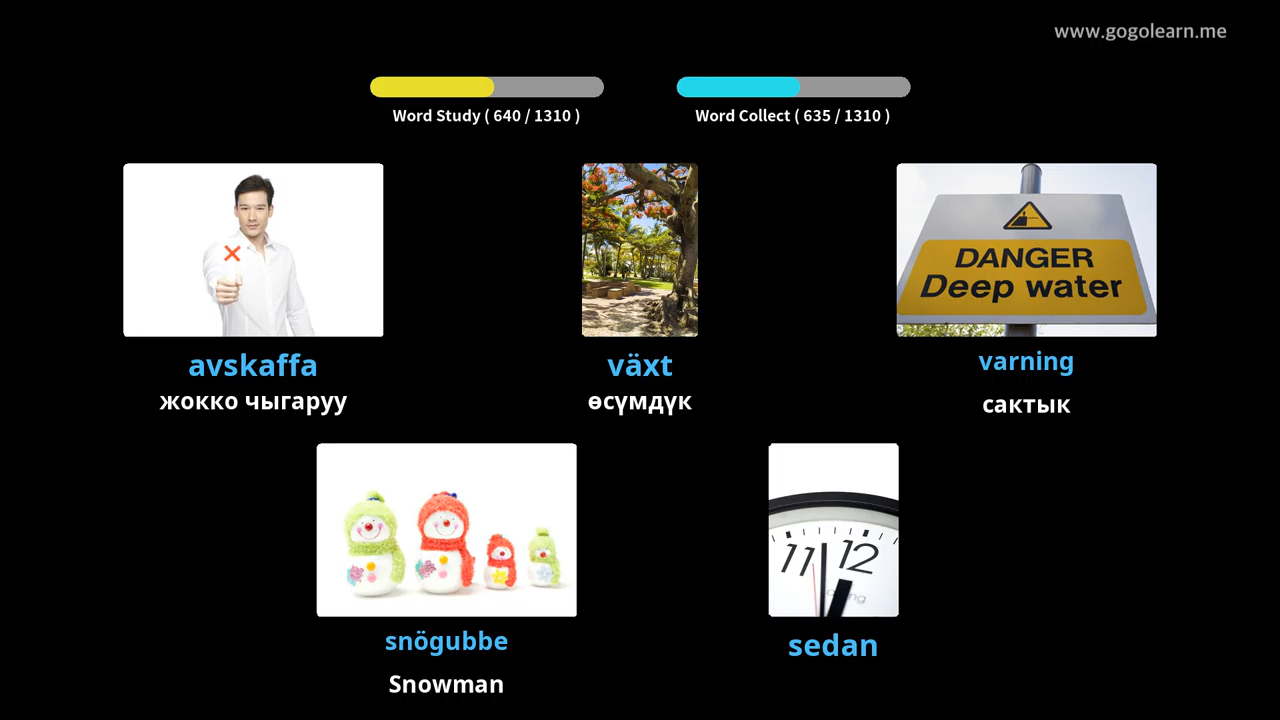 www.gogolearn.me
Word Study ( 640 / 1310 )
Word Collect ( 635 / 1310 )
DANGER
Deep water
avskaffa
жокко чыгаруу
växt
өсүмдүк
varning
сактык
11 12
snögubbe
Snowman
sedan